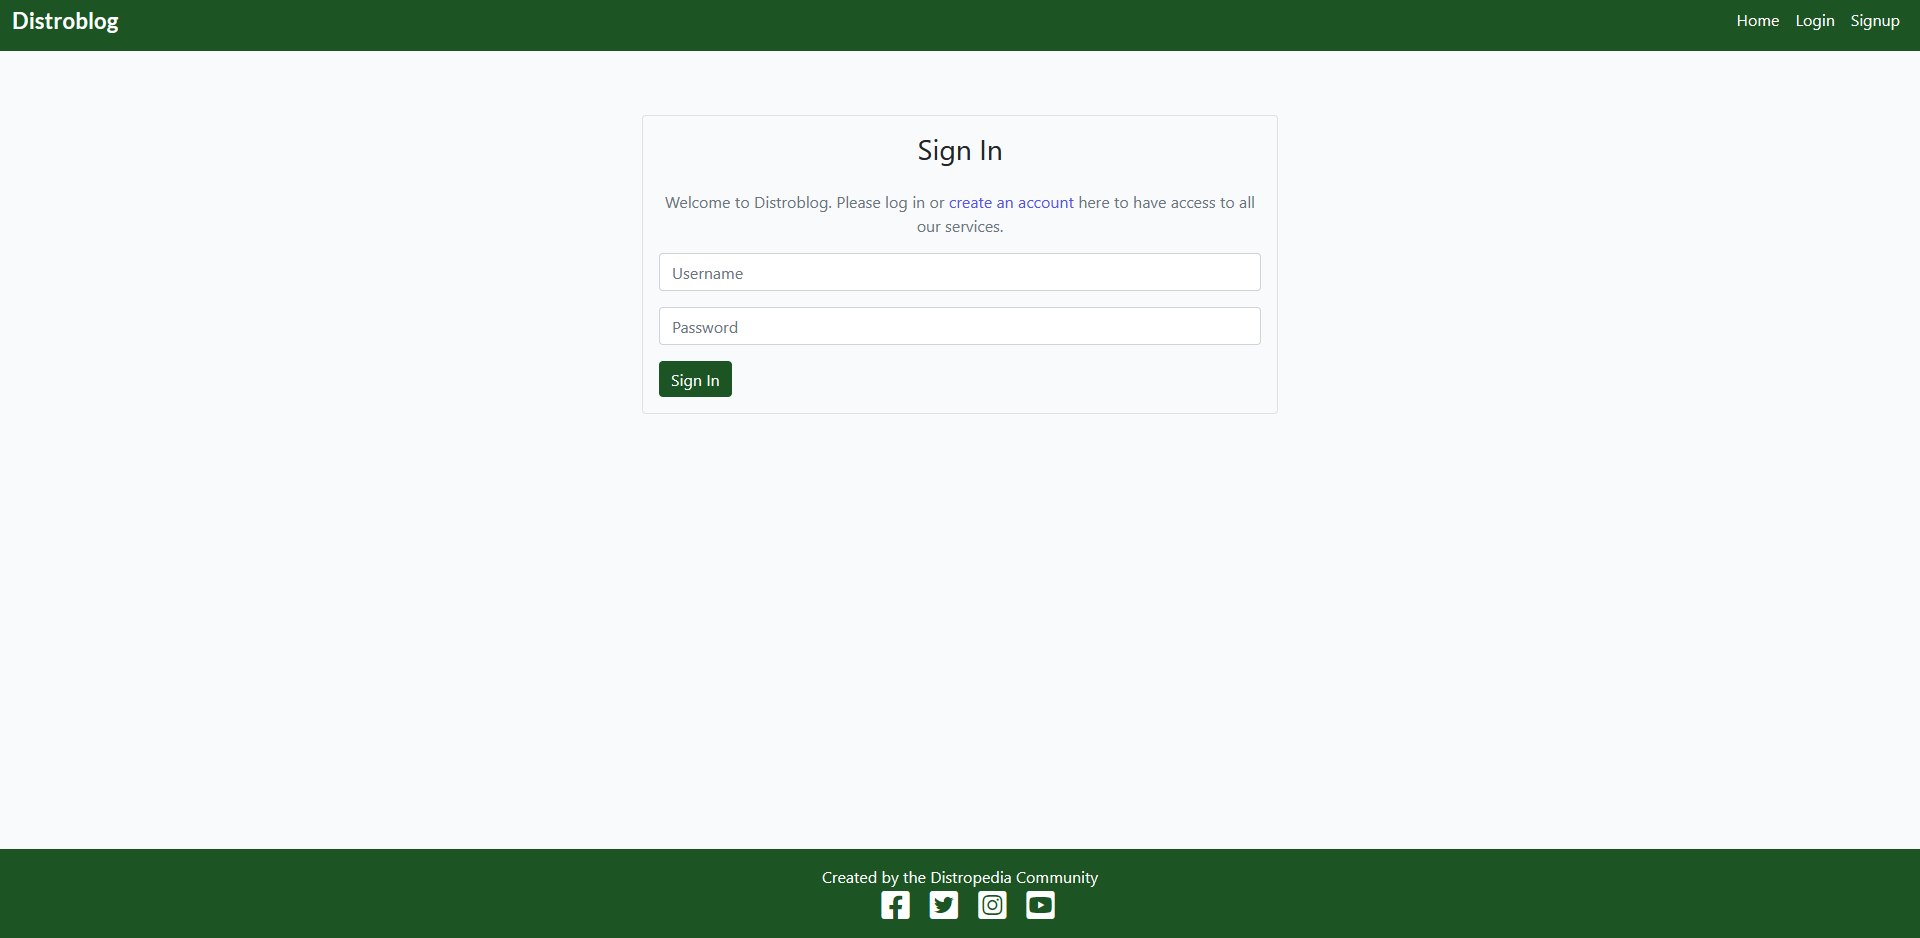 Distroblog
Home Login Signup
Sign In
Welcome to Distroblog. Please log in or create an account here to have access to all
our services.
Username
Password
Sign In
Created by the Distropedia Community